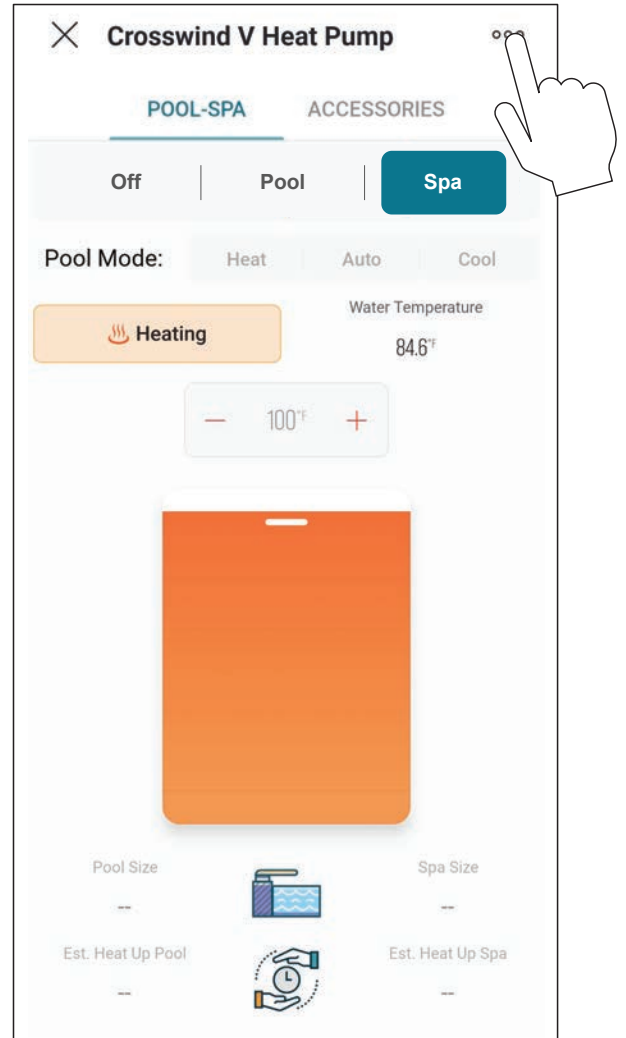 Crosswind V Heat Pump
POOL-SPA ACCESSORIES
Off Pool Spa
Pool Mode: Heat Auto Cool
Water Temperature
Heating
84.6°F
— 100°F +
Pool Size Spa Size
-- --
Est. Heat Up Pool Est. Heat Up Spa
-- --